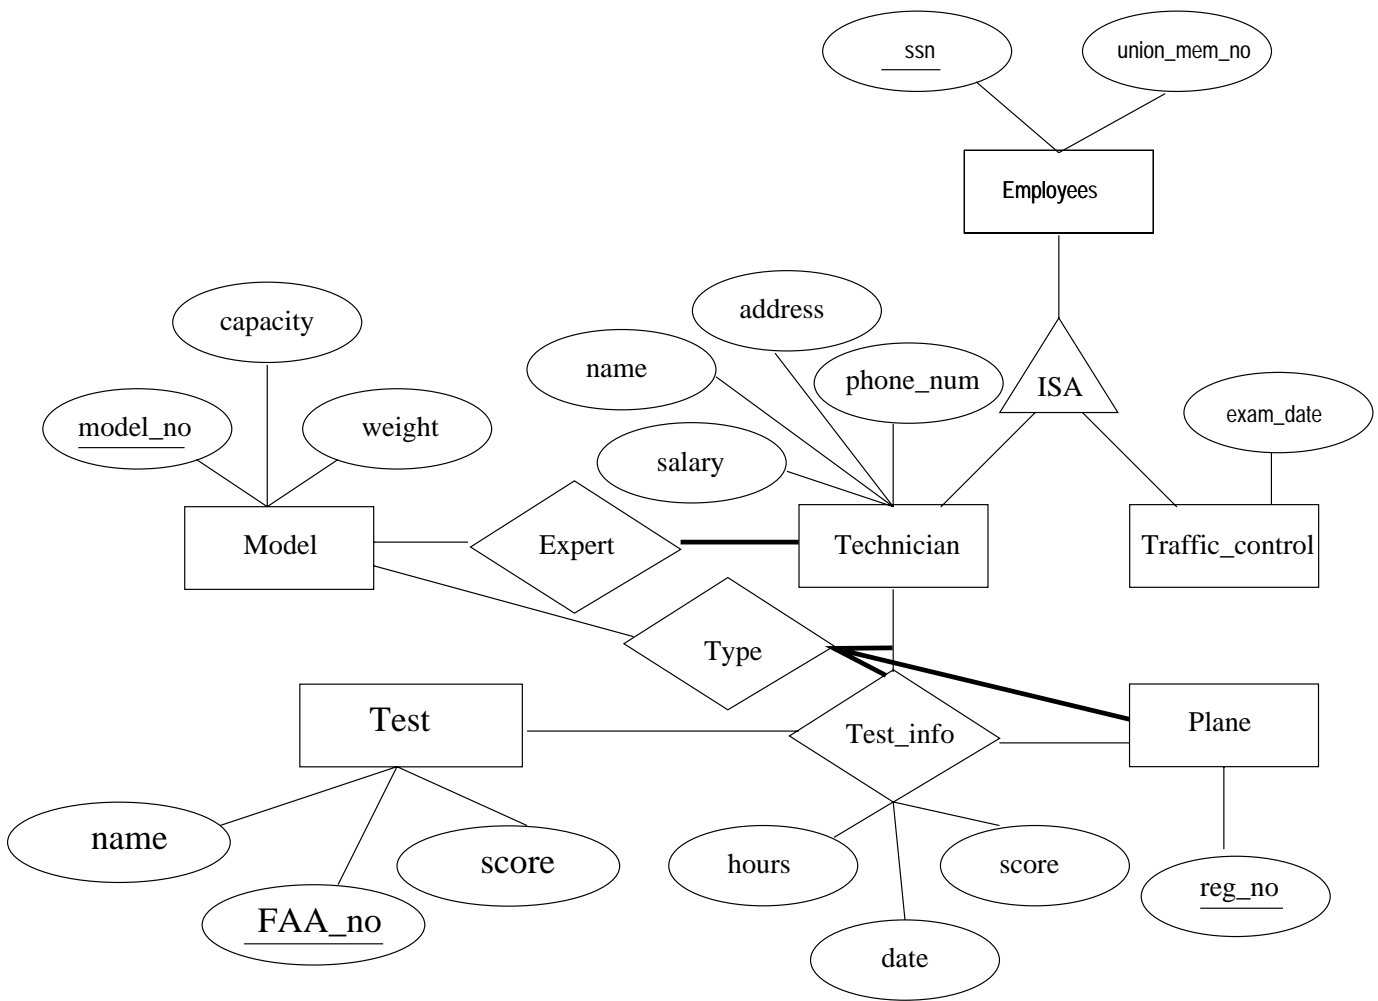 ssn
union_mem_no
Employees
address
capacity
name
phone_num
ISA
exam_date
model_no
weight
salary
Model
Expert
Technician
Traffic_control
Type
Test
Test_info
Plane
name
score
hours
score
reg_no
FAA_no
date